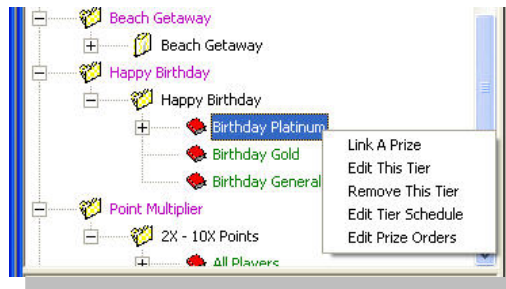 Beach Getaway
Beach Getaway
Happy Birthday
Happy Birthday
Birthday Platinum
Link A Prize
Birthday Gold
Edit This Tier
Birthday General
Remove This Tier
Point Multiplier
Edit Tier Schedule
2X - 10X Points
Edit Prize Orders
All Players